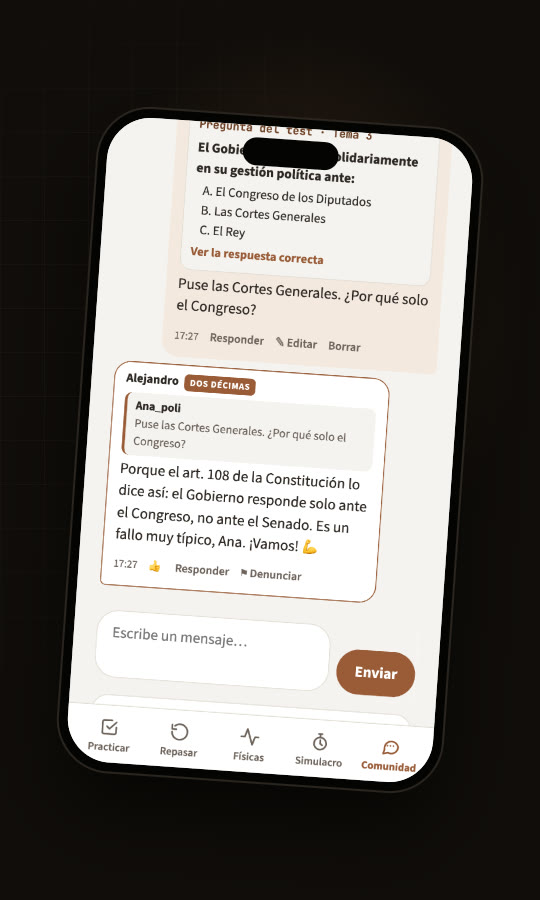 Pregunta del test · Tema 3
El olidariamente
en su gestión política ante:
A. El Congreso de los Diputados
B. Las Cortes Generales
C. El Rey
Ver la respuesta correcta
Puse las Cortes Generales. ¿Por qué solo
el Congreso?
17:27 Responder ✎ Editar Borrar
Alejandro DOS DÉCIMAS
Ana_poli
Puse las Cortes Generales. ¿Por qué solo el
Congreso?
Porque el art. 108 de la Constitución lo
dice así: el Gobierno responde solo ante
el Congreso, no ante el Senado. Es un
fallo muy típico, Ana. ¡Vamos! 💪
17:27 👍 Responder ⚑ Denunciar
Escribe un mensaje...
Enviar
Practicar
Repasar
Físicas
Simulacro
Comunidad